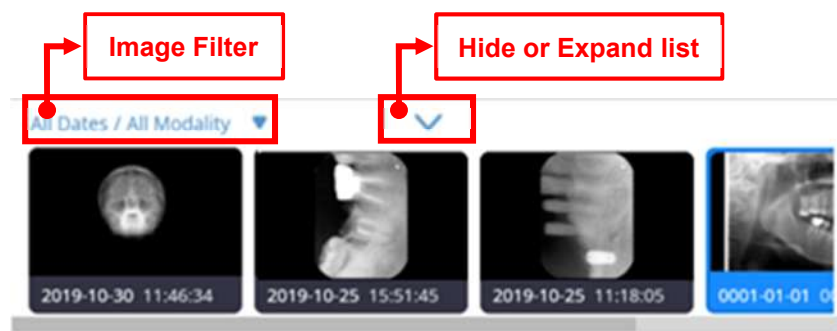 Image Filter
Hide or Expand list
All Dates / All Modality
2019-10-30 11:46:34
2019-10-25 15:51:45
2019-10-25 11:18:05
0001-01-01